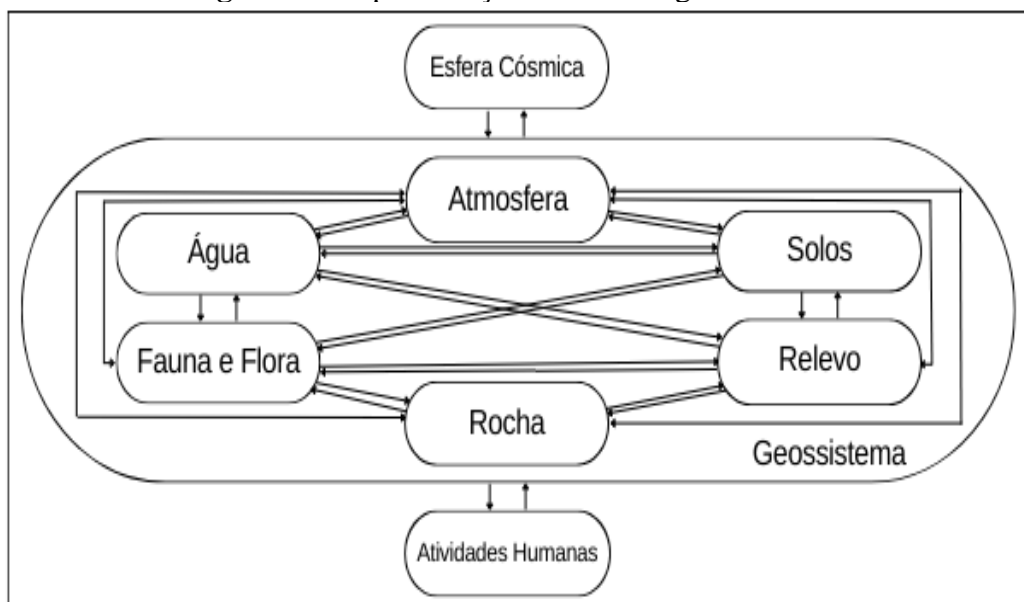 Esfera Cósmica
Atmosfera
Água
Solos
Fauna e Flora
Relevo
Rocha
Geossistema
Atividades Humanas